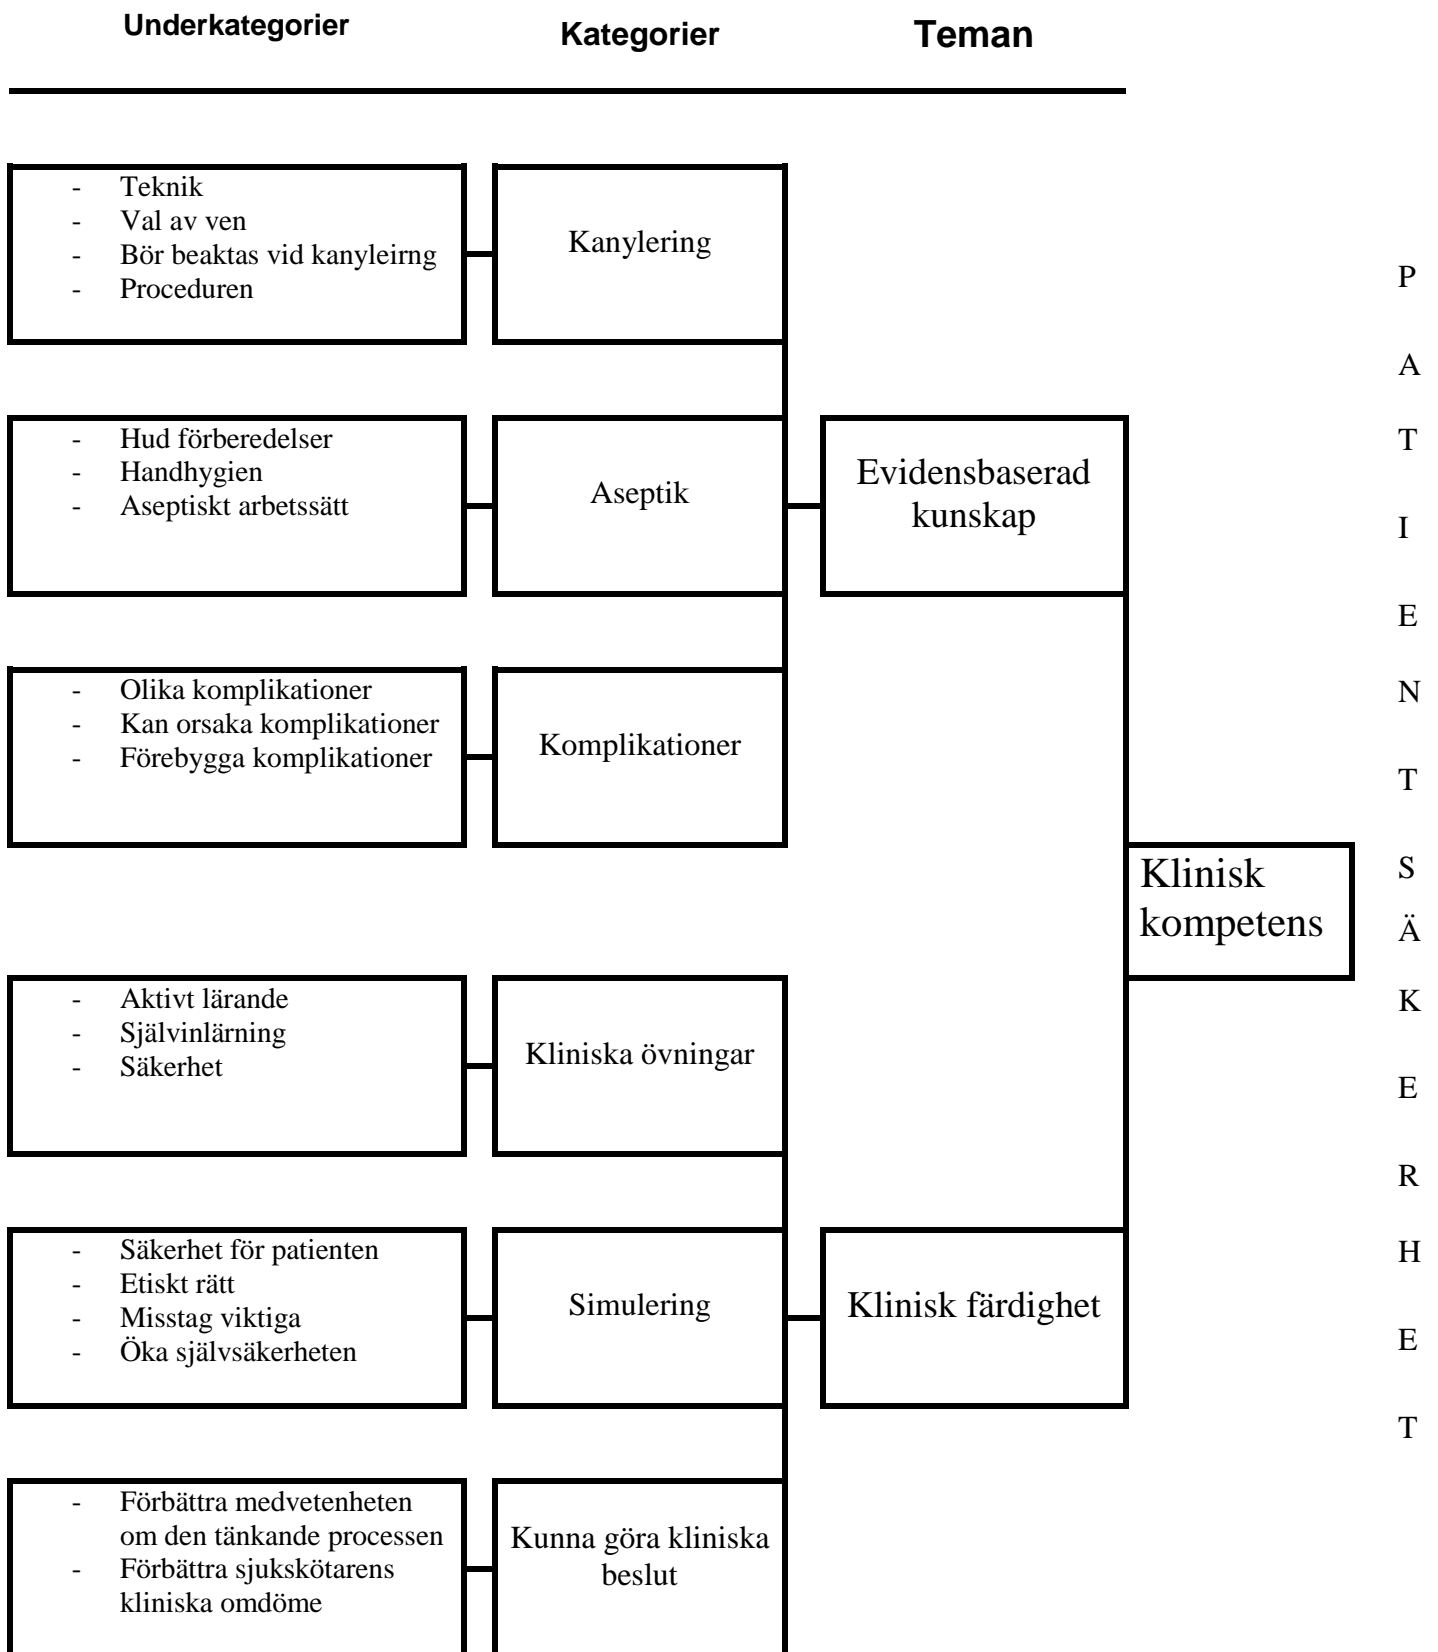 Underkategorier
Kategorier
Teman
- Teknik
- Val av ven
- Bör beaktas vid kanyleirng
- Proceduren
Kanylering
- Hud förberedelser
- Handhygien
- Aseptiskt arbetssätt
Aseptik
Evidensbaserad
kunskap
- Olika komplikationer
- Kan orsaka komplikationer
- Förebygga komplikationer
Komplikationer
Klinisk
kompetens
- Aktivt lärande
- Självinlärning
- Säkerhet
Kliniska övningar
- Säkerhet för patienten
- Etiskt rätt
- Misstag viktiga
- Öka självsäkerheten
Simulering
Klinisk färdighet
- Förbättra medvetenheten
om den tänkande processen
- Förbättra sjukskötarens
kliniska omdöme
Kunna göra kliniska
beslut
P
A
T
I
E
N
T
S
Ä
K
E
R
H
E
T